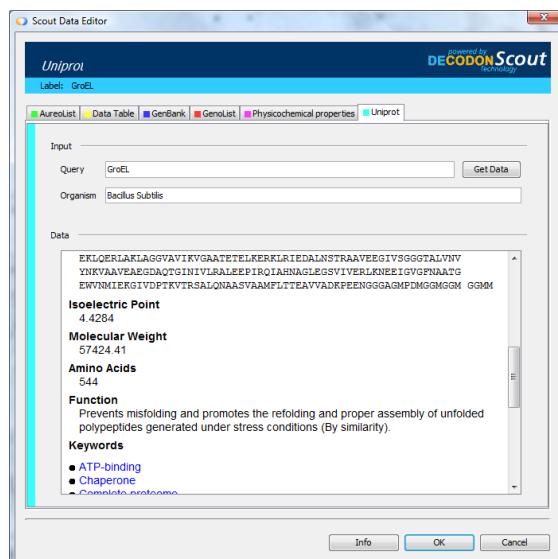 Scout Data Editor
Uniprot
powered by
DECODON Scout
technology
Label: GroEL
AureoList Data Table GenBank GenoList Physicochemical properties Uniprot
Input
Query GroEL Get Data
Organism Bacillus Subtilis
Data
EKLQERLAKLAGGVAVIKVGAATETELKERKLRIEDALNSTRAAVEEGIVSGGGTALVNV
YNKVAAVEAEGDAQTGINIVLRALEEPIRQIAHNAGLEGSVIVERLKNEEIGVGFNAATG
EWVNMIEKGIVDPTKVTRSALQNAASVAAMFLTTEAVVADKPEENGGGAGMPDMGGMGGM GGMM
Isoelectric Point
4.4284
Molecular Weight
57424.41
Amino Acids
544
Function
Prevents misfolding and promotes the refolding and proper assembly of unfolded
polypeptides generated under stress conditions (By similarity).
Keywords
ATP-binding
Chaperone
Complete proteome
Info OK Cancel